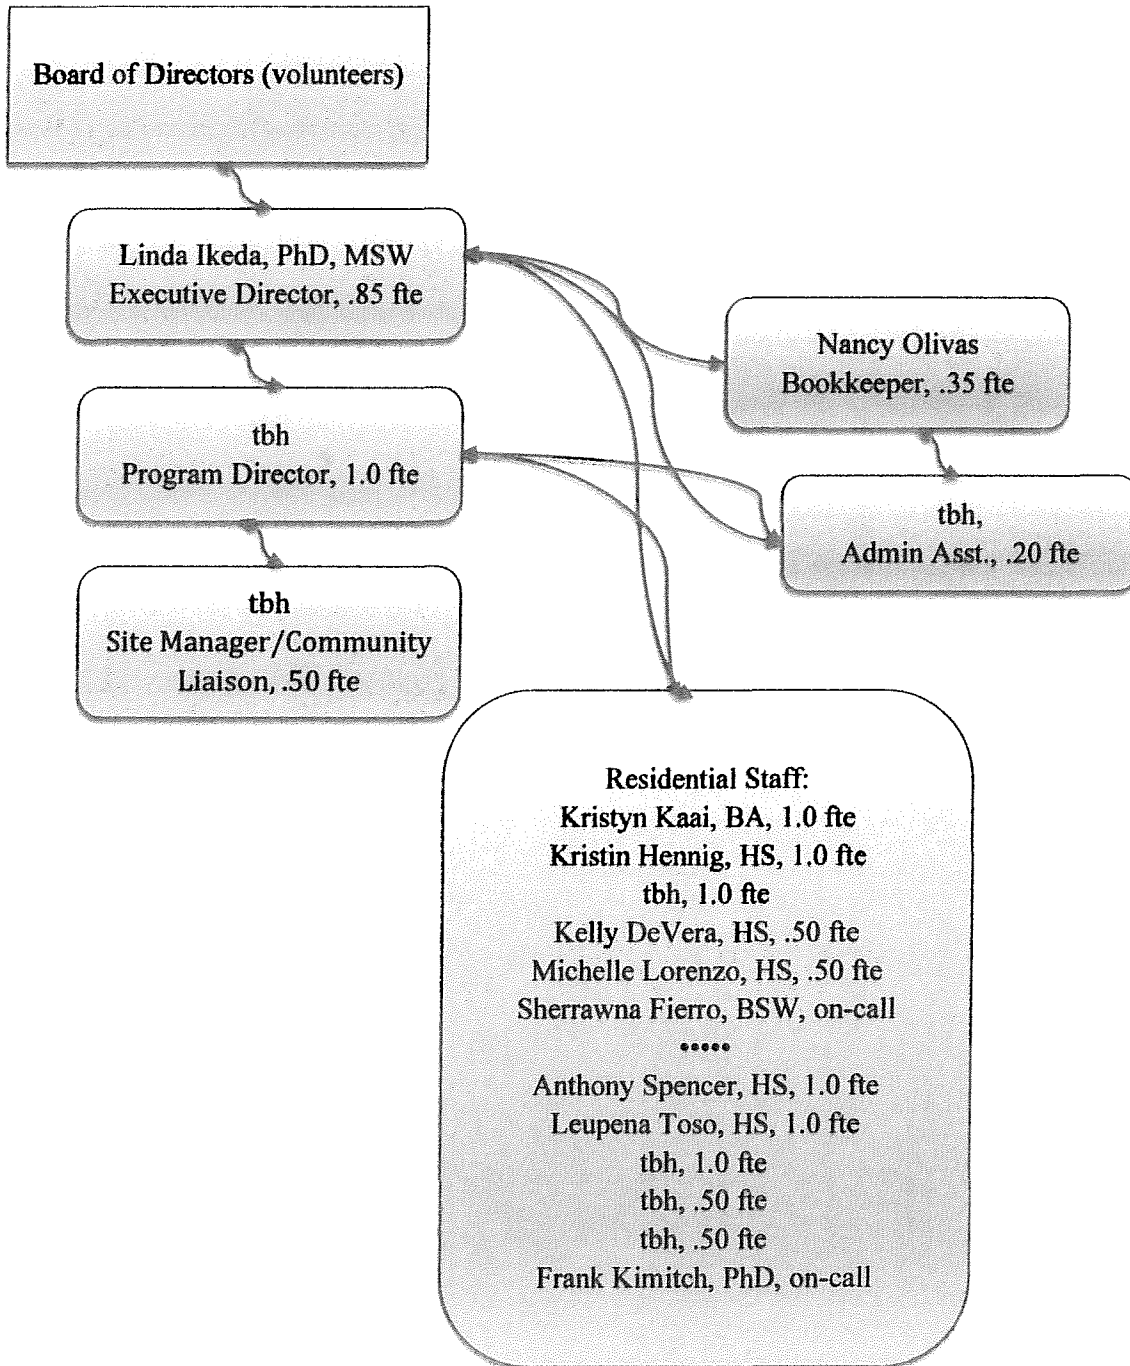 Board of Directors (volunteers)
Linda Ikeda, PhD, MSW
Executive Director, .85 fte
Nancy Olivas
Bookkeeper, .35 fte
tbh
Program Director, 1.0 fte
tbh,
Admin Asst., .20 fte
tbh
Site Manager/Community
Liaison, .50 fte
Residential Staff:
Kristyn Kaai, BA, 1.0 fte
Kristin Hennig, HS, 1.0 fte
tbh, 1.0 fte
Kelly DeVera, HS, .50 fte
Michelle Lorenzo, HS, .50 fte
Sherrawna Fierro, BSW, on-call
•••••
Anthony Spencer, HS, 1.0 fte
Leupena Toso, HS, 1.0 fte
tbh, 1.0 fte
tbh, .50 fte
tbh, .50 fte
Frank Kimitch, PhD, on-call